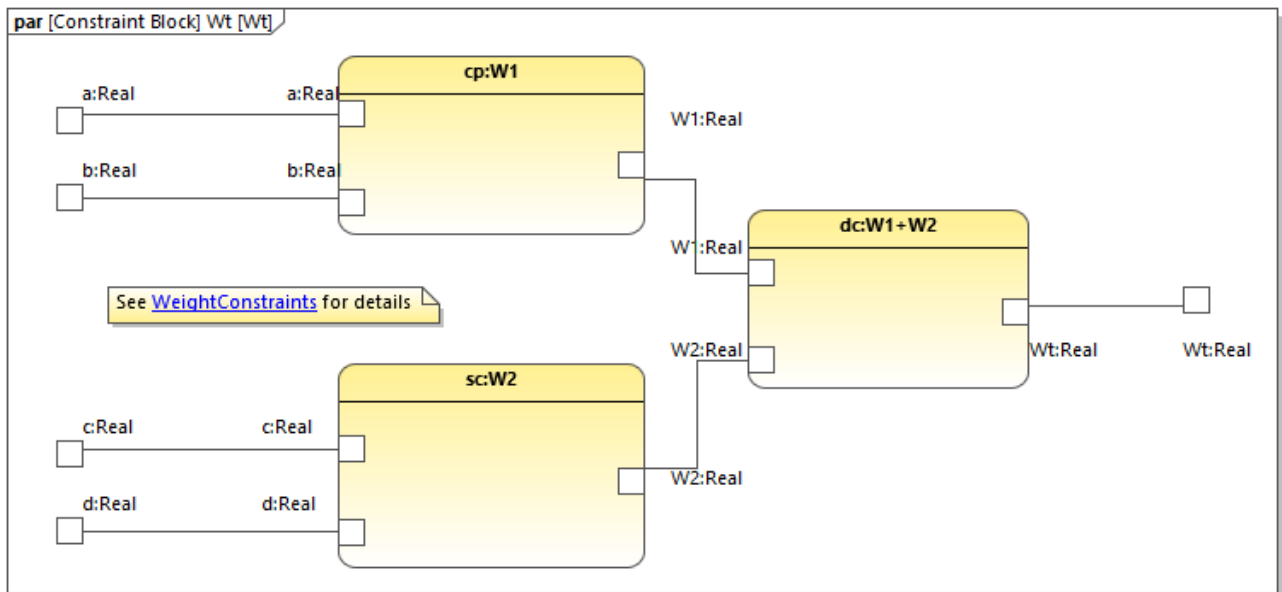 par [Constraint Block] Wt [Wt]
cp:W1
a:Real
a:Real
W1:Real
b:Real
b:Real
dc:W1+W2
W1:Real
See WeightConstraints for details
W2:Real
Wt:Real
Wt:Real
sc:W2
c:Real
c:Real
W2:Real
d:Real
d:Real